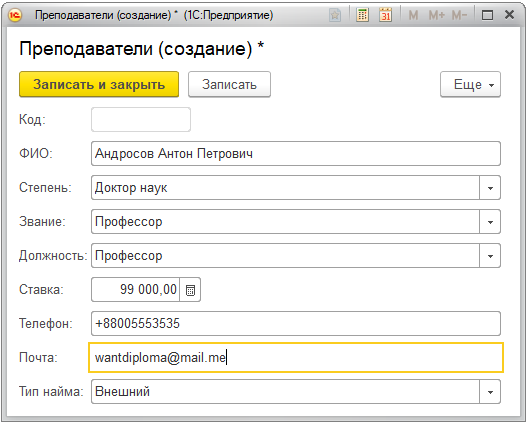 Преподаватели (создание) * (1С:Предприятие)
31 M M+ M-
Преподаватели (создание) *
Записать и закрыть Записать Еще
Код:
ФИО: Андросов Антон Петрович
Степень: Доктор наук
Звание: Профессор
Должность: Профессор
Ставка: 99 000,00
Телефон: +88005553535
Почта: wantdiploma@mail.me
Тип найма: Внешний